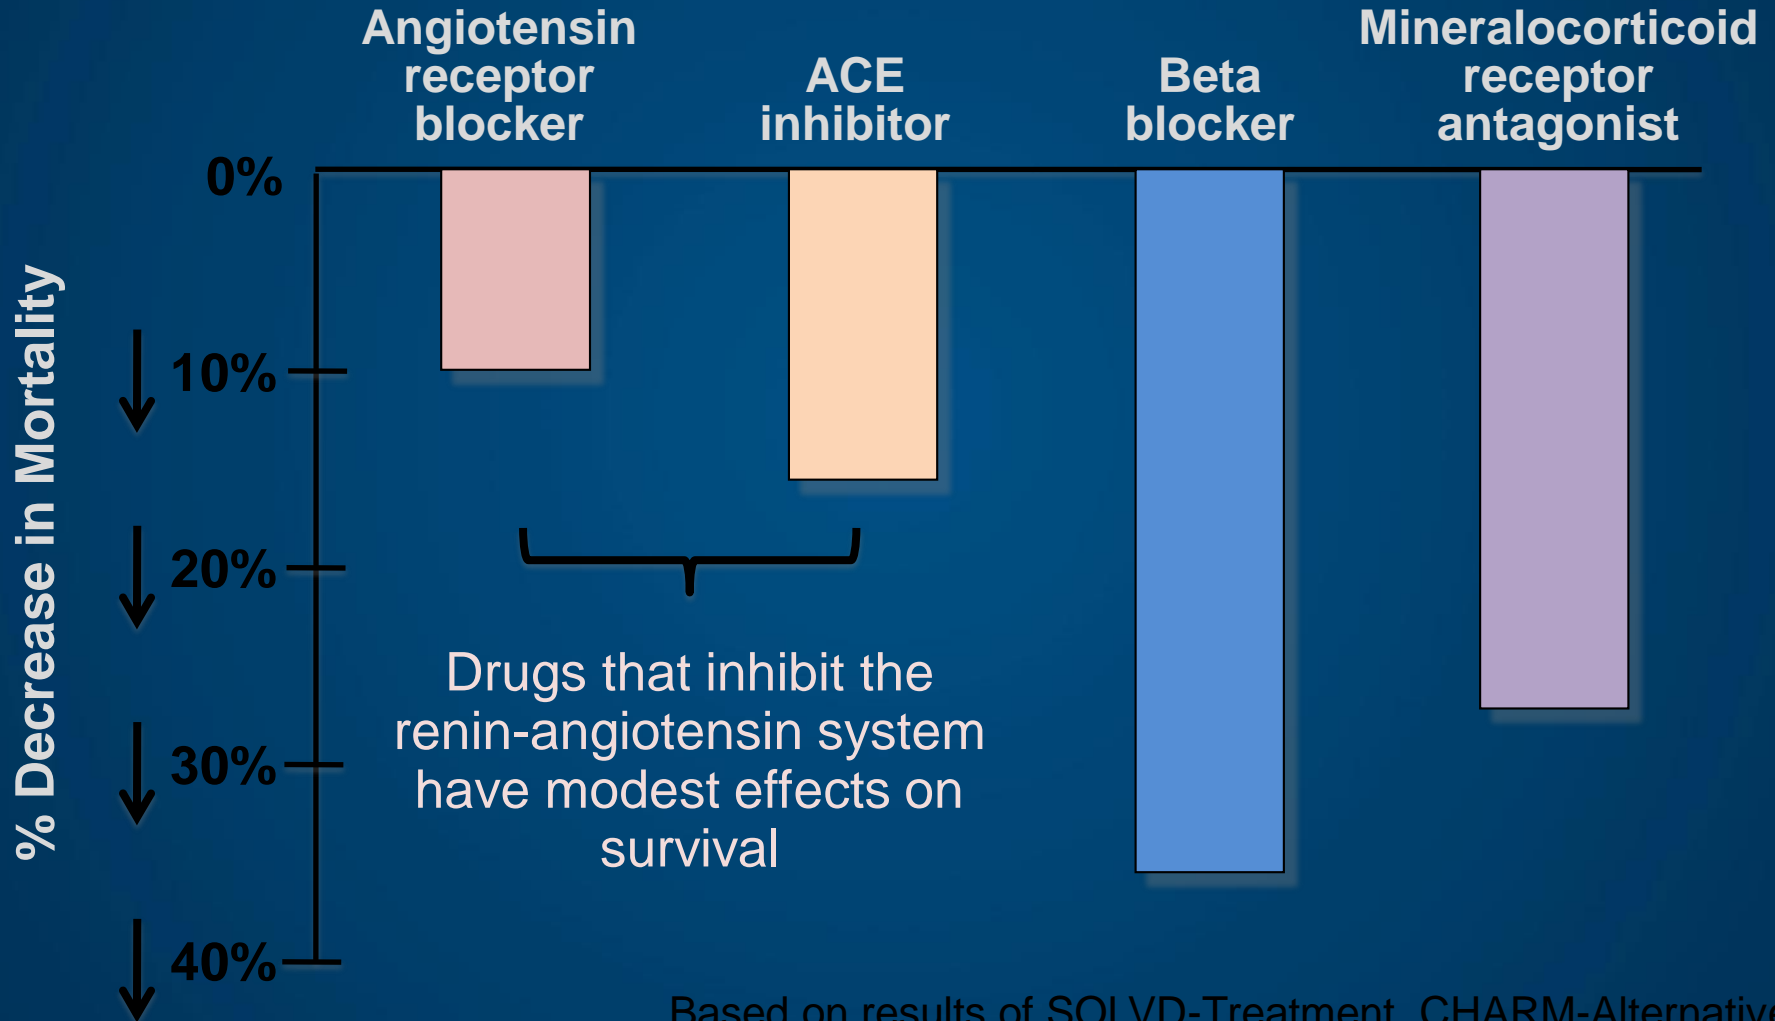 Angiotensin
receptor
blocker
ACE
inhibitor
Beta
blocker
Mineralocorticoid
receptor
antagonist
0%
10%
20%
30%
40%
% Decrease in Mortality
Drugs that inhibit the
renin-angiotensin system
have modest effects on
survival
Based on results of SOLVD-Treatment, CHARM-Alternative